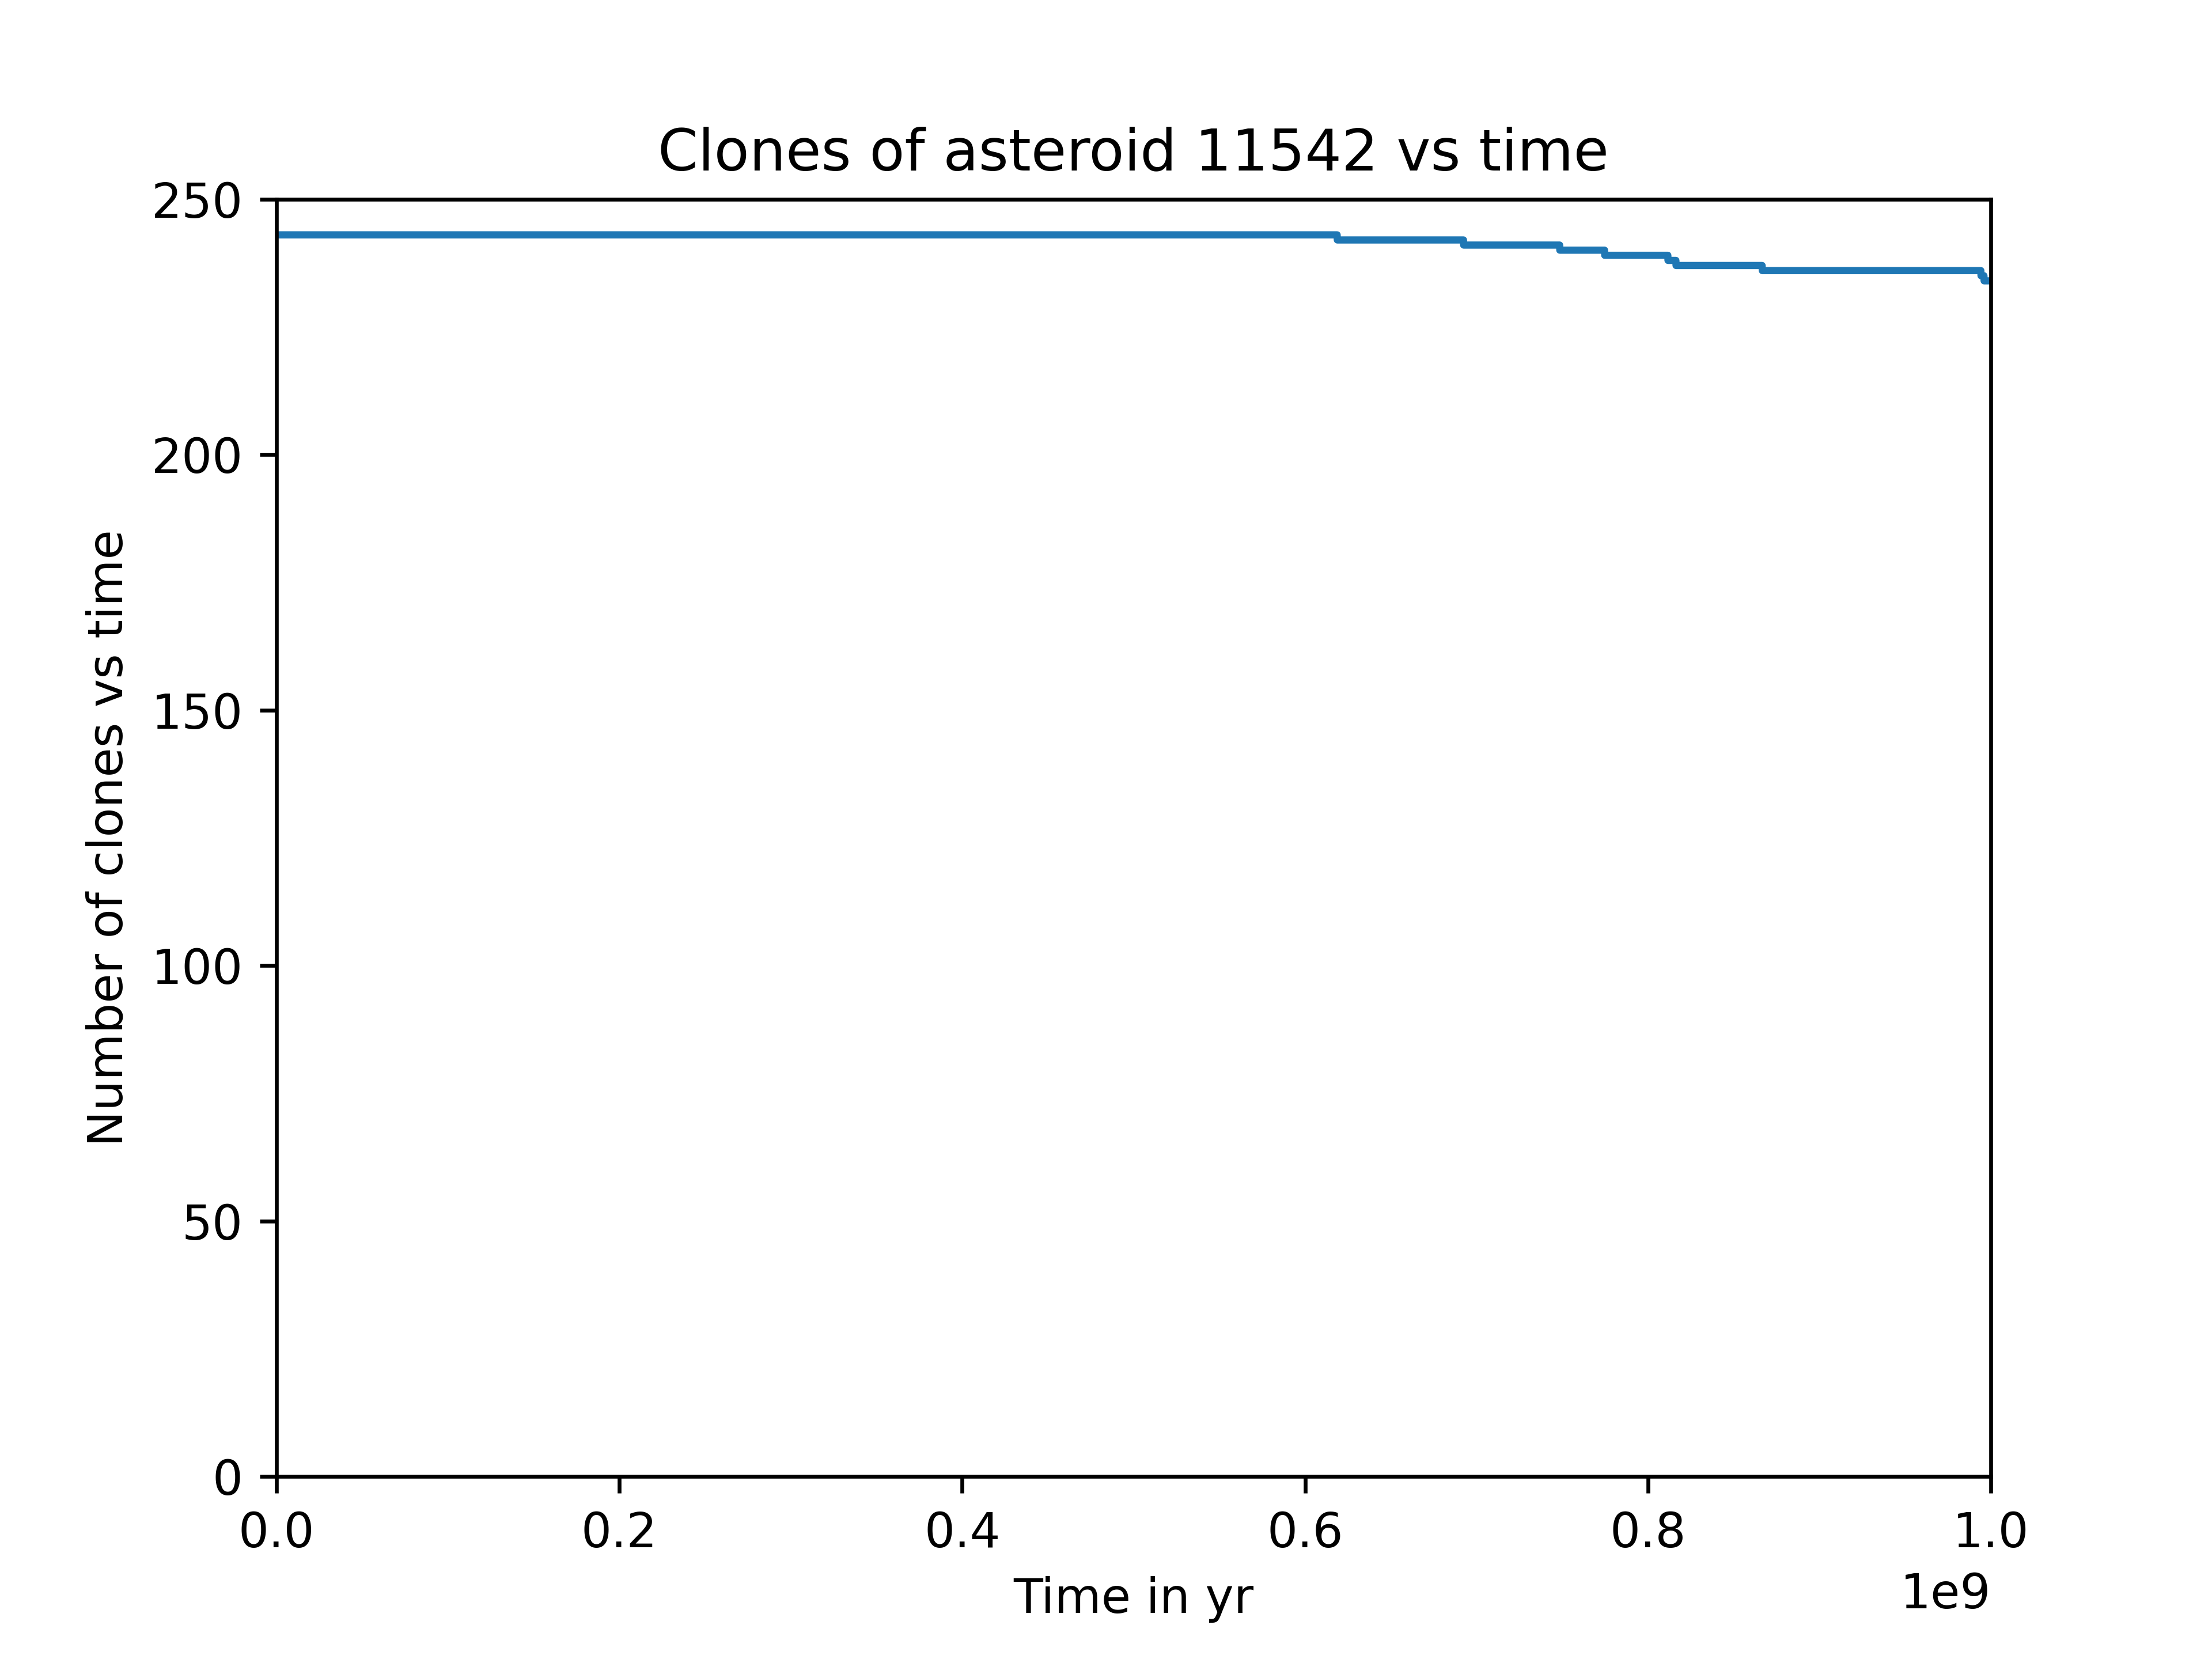 Clones of asteroid 11542 vs time
250
200
150
100
50
0
Number of clones vs time
0.0 0.2 0.4 0.6 0.8 1.0
Time in yr
1e9